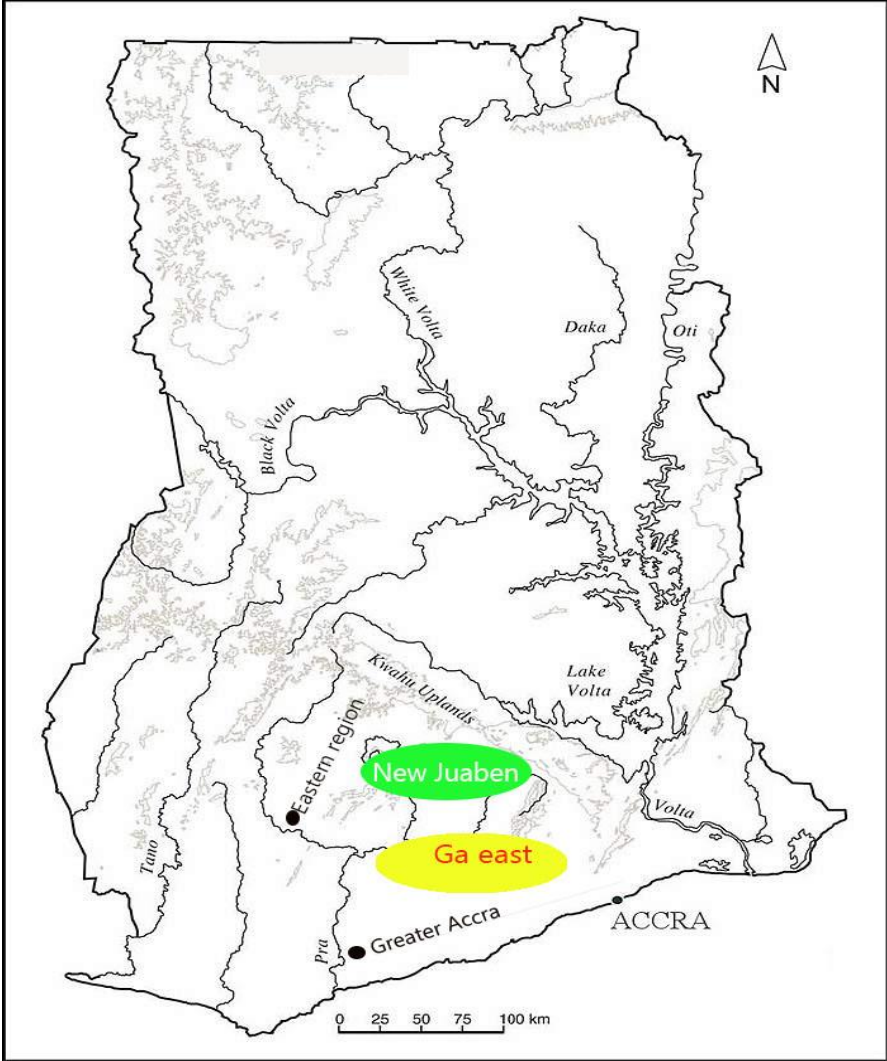 N
White Volta
Daka
Oti
Black Volta
Lake
Volta
Kwahu Uplands
Eastern region
New Juaben
Volta
Tano
Ga east
Greater Accra
ACCRA
Pra
0 25 50 75 100 km